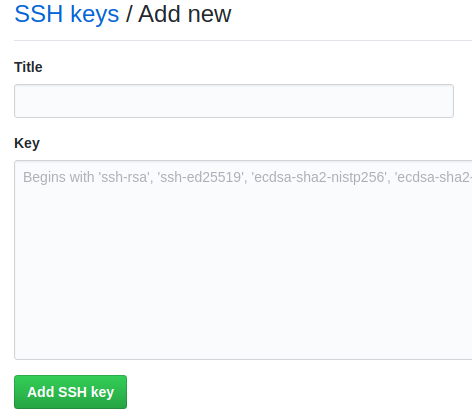 SSH keys / Add new
Title
Key
Begins with 'ssh-rsa', 'ssh-ed25519', 'ecdsa-sha2-nistp256', 'ecdsa-sha2-
Add SSH key